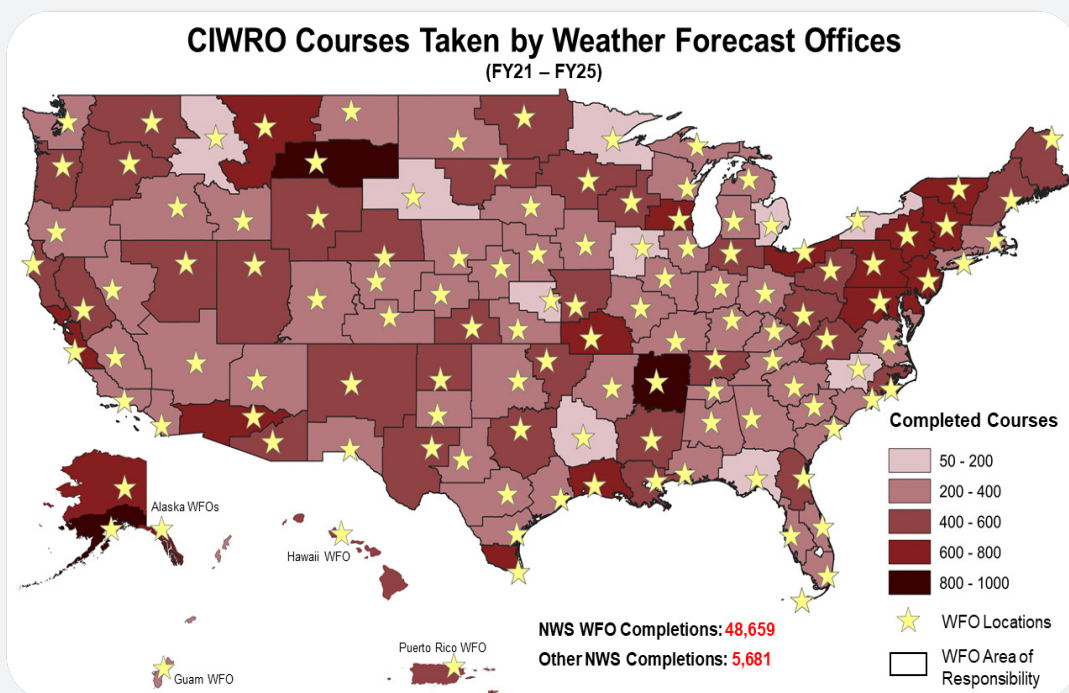 CIWRO Courses Taken by Weather Forecast Offices
(FY21 – FY25)
Alaska WFOs
Hawaii WFO
Guam WFO
Puerto Rico WFO
NWS WFO Completions: 48,659
Other NWS Completions: 5,681
Completed Courses
50 - 200
200 - 400
400 - 600
600 - 800
800 - 1000
WFO Locations
WFO Area of
Responsibility